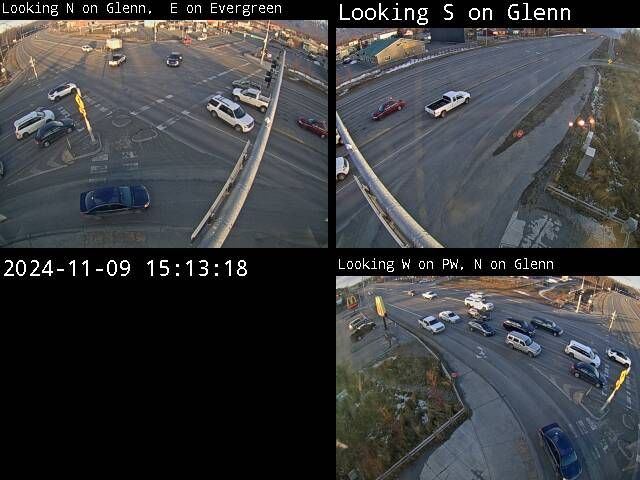 Looking N on Glenn, E on Evergreen
Looking S on Glenn
2024-11-09 15:13:18
Looking W on PW, N on Glenn